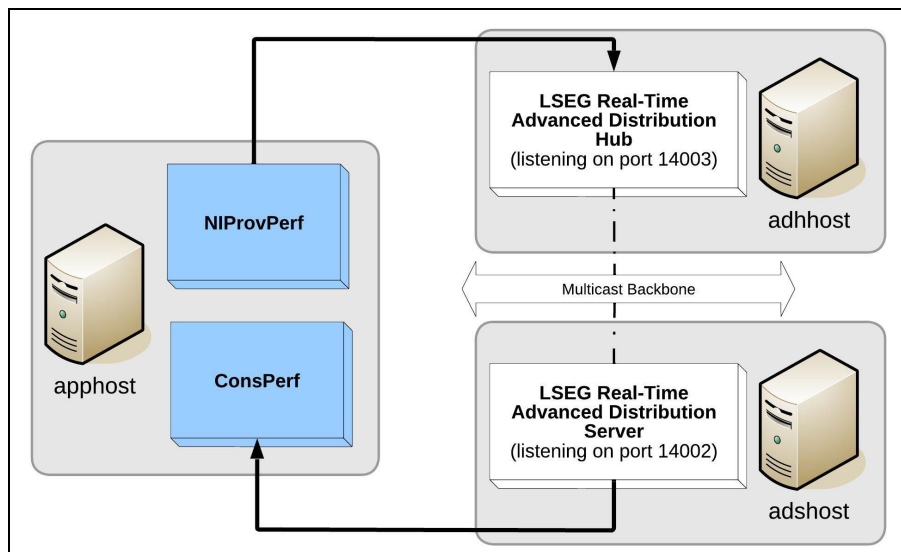 LSEG Real-Time
Advanced Distribution
Hub
(listening on port 14003)
adhhost
NIProvPerf
Multicast Backbone
ConsPerf
apphost
LSEG Real-Time
Advanced Distribution
Server
(listening on port 14002)
adshost